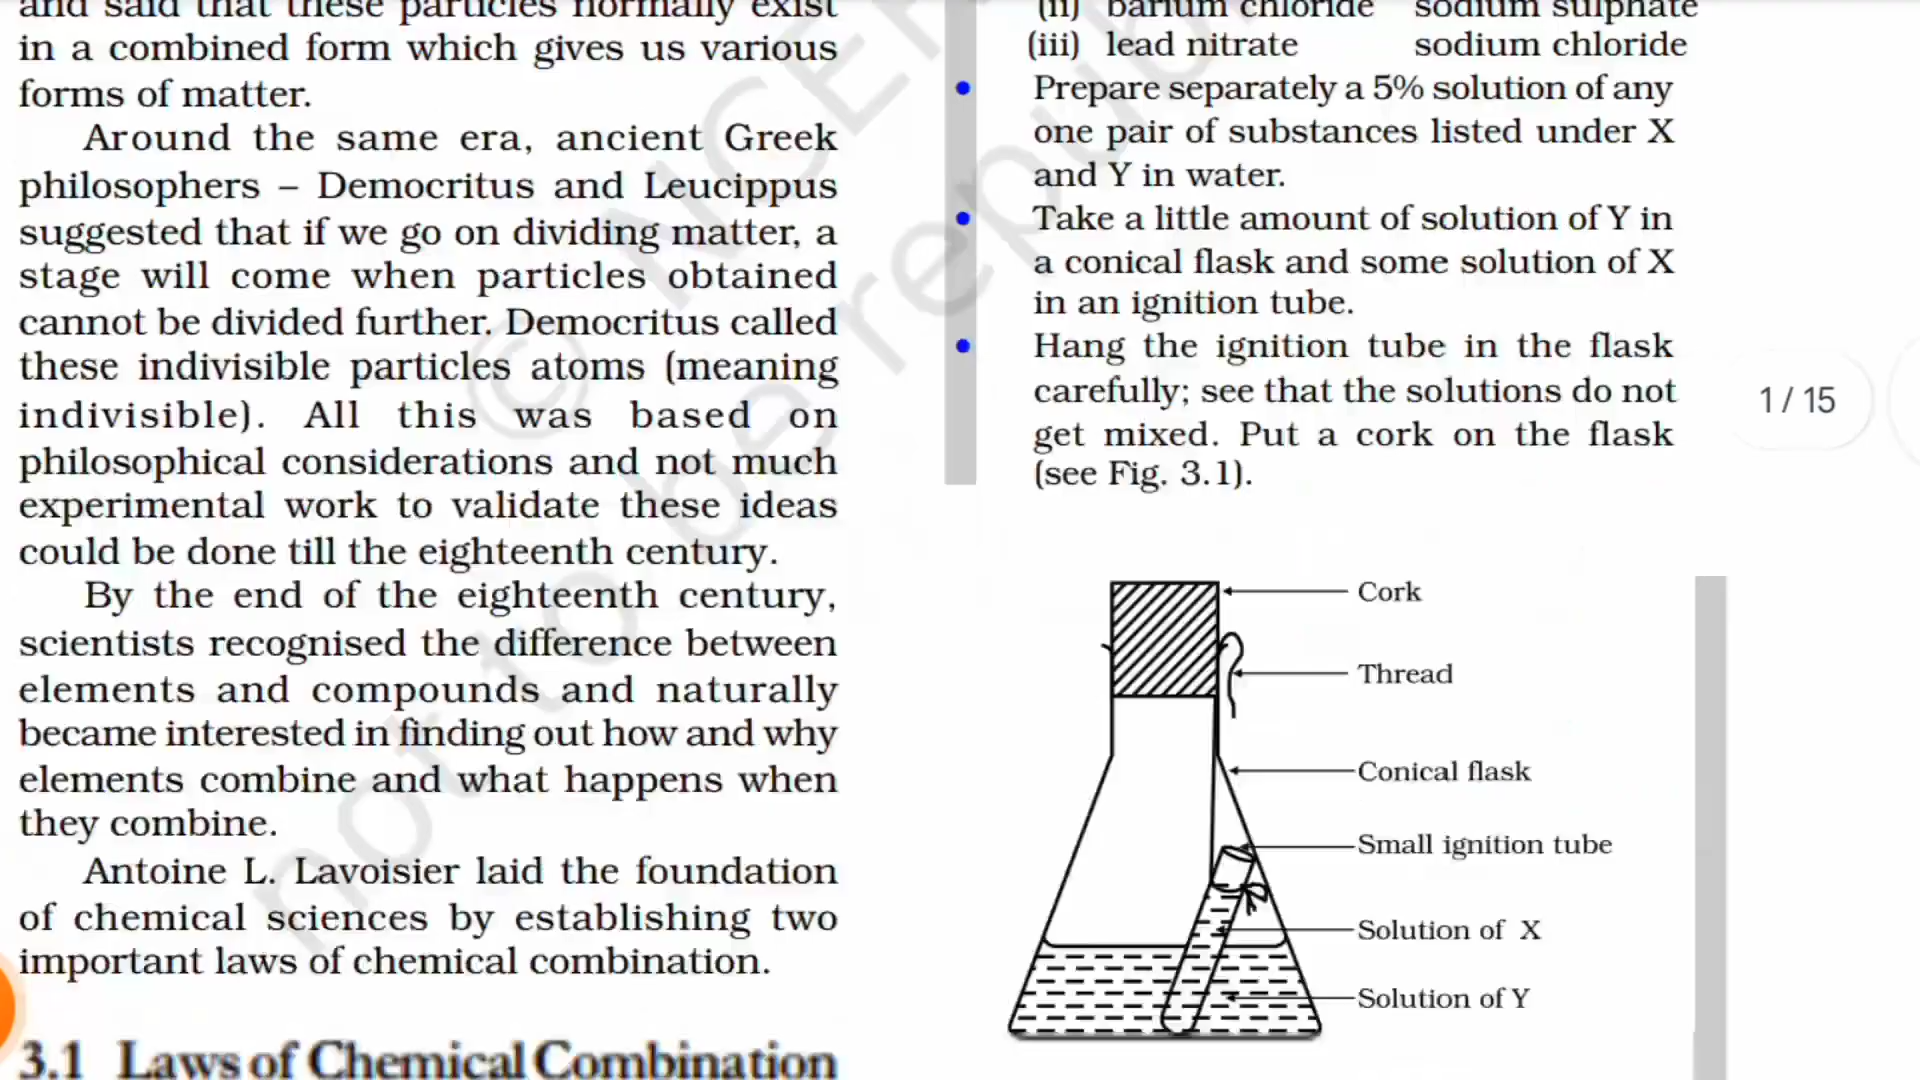 and said that these particles normally exist
in a combined form which gives us various
forms of matter.
Around the same era, ancient Greek
philosophers – Democritus and Leucippus
suggested that if we go on dividing matter, a
stage will come when particles obtained
cannot be divided further. Democritus called
these indivisible particles atoms (meaning
indivisible). All this was based on
philosophical considerations and not much
experimental work to validate these ideas
could be done till the eighteenth century.
By the end of the eighteenth century,
scientists recognised the difference between
elements and compounds and naturally
became interested in finding out how and why
elements combine and what happens when
they combine.
Antoine L. Lavoisier laid the foundation
of chemical sciences by establishing two
important laws of chemical combination.
3.1 Laws of Chemical Combination
(ii) barium chloride sodium sulphate
(iii) lead nitrate sodium chloride
• Prepare separately a 5% solution of any
one pair of substances listed under X
and Y in water.
• Take a little amount of solution of Y in
a conical flask and some solution of X
in an ignition tube.
• Hang the ignition tube in the flask
carefully; see that the solutions do not
get mixed. Put a cork on the flask
(see Fig. 3.1).
Cork
Thread
Conical flask
Small ignition tube
Solution of X
Solution of Y
1 / 15
© NCER
not to be republ